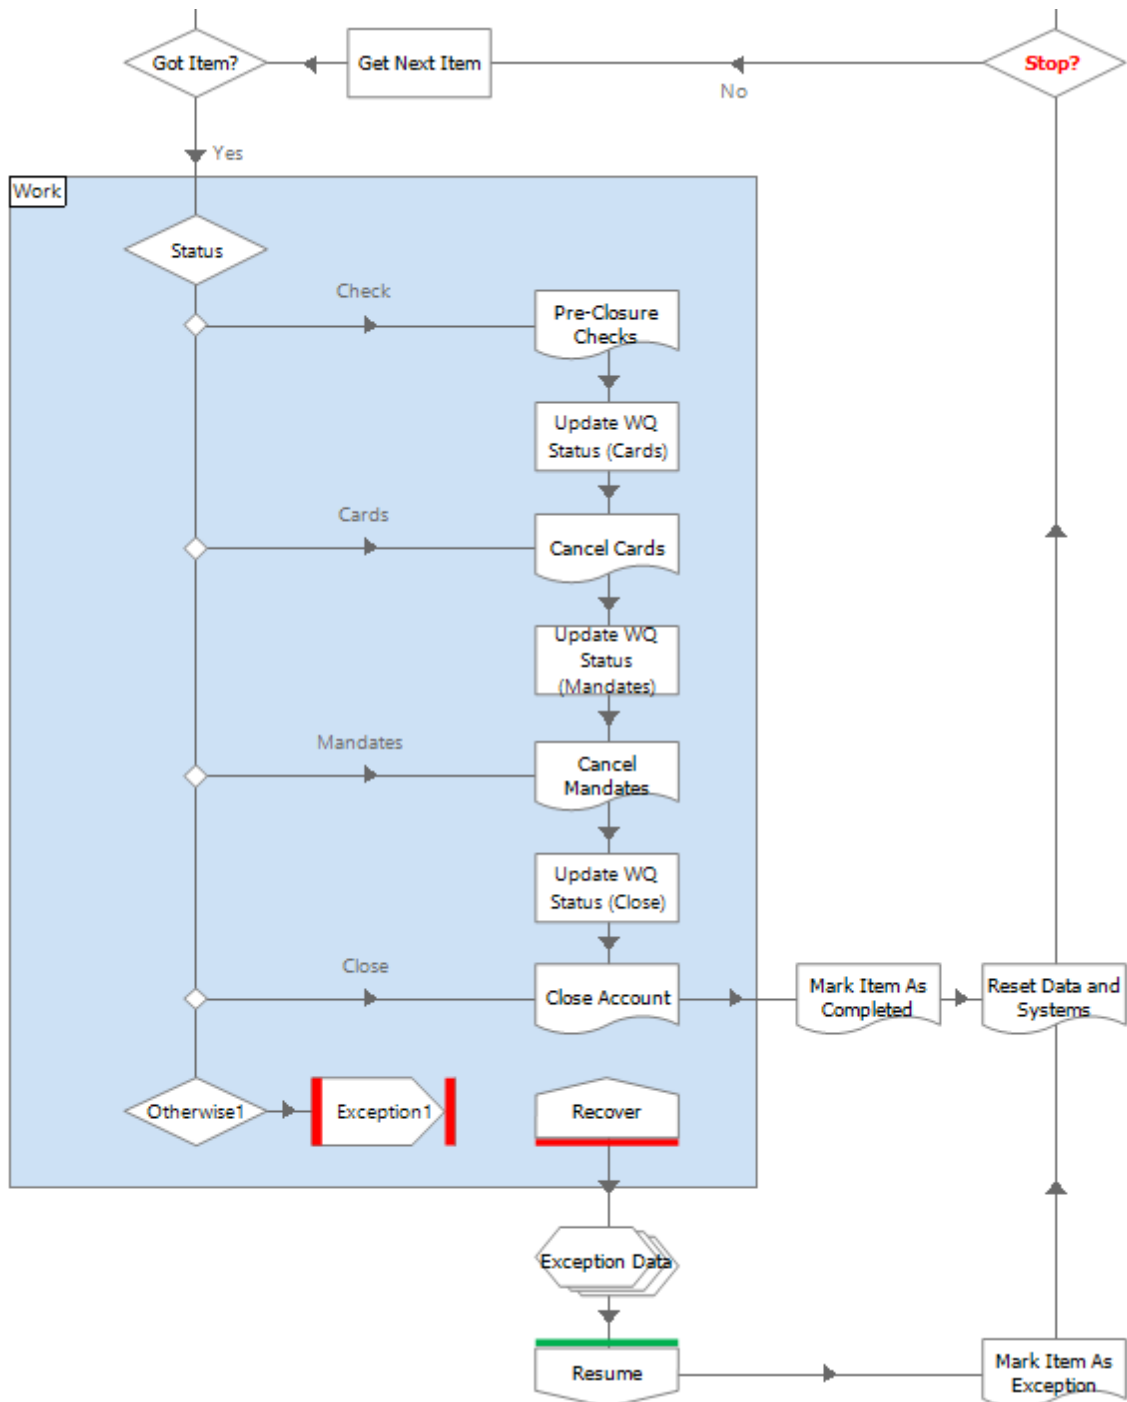 Got Item?
Get Next Item
No
Stop?
Yes
Work
Status
Check
Pre-Closure
Checks
Update WQ
Status (Cards)
Cards
Cancel Cards
Update WQ
Status
(Mandates)
Mandates
Cancel
Mandates
Update WQ
Status (Close)
Close
Close Account
Mark Item As
Completed
Reset Data and
Systems
Otherwise1
Exception1
Recover
Exception Data
Resume
Mark Item As
Exception